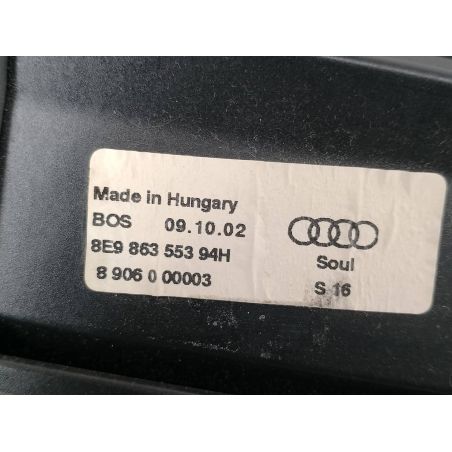 Made in Hungary
BOS 09.10.02
8E9 863 553 94H
8 906 0 00003
Soul
S 16